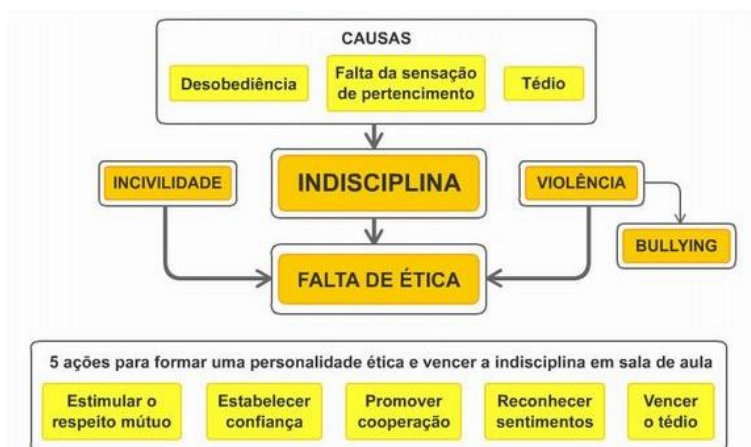 CAUSAS
Desobediência
Falta da sensação
de pertencimento
Tédio
INCIVILIDADE
INDISCIPLINA
VIOLÊNCIA
BULLYING
FALTA DE ÉTICA
5 ações para formar uma personalidade ética e vencer a indisciplina em sala de aula
Estimular o
respeito mútuo
Estabelecer
confiança
Promover
cooperação
Reconhecer
sentimentos
Vencer
o tédio